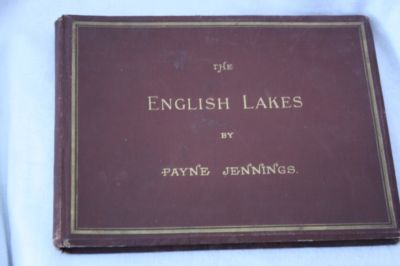 THE
ENGLISH LAKES
BY
PAYNE JENNINGS.